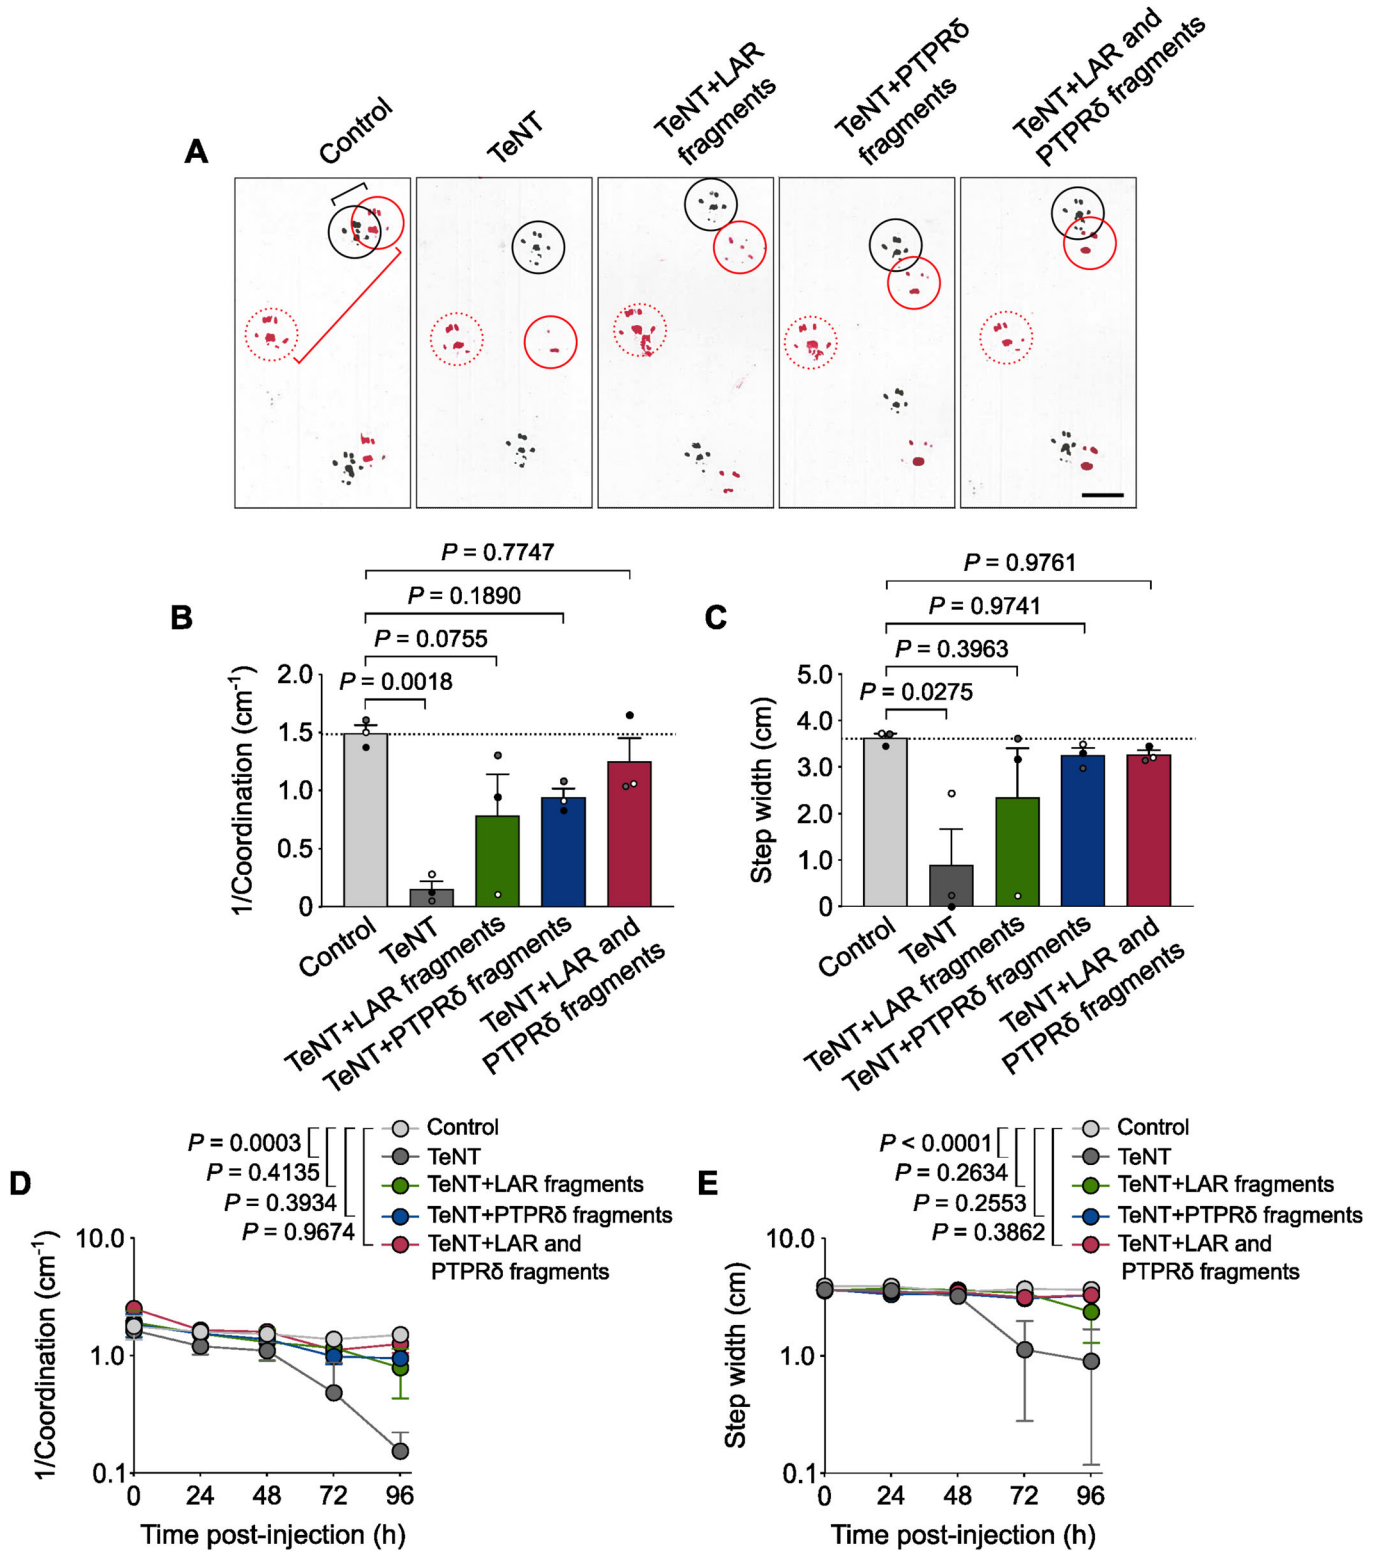 A
Control
TeNT
TeNT+LAR
fragments
TeNT+PTPRδ
fragments
TeNT+LAR and
PTPRδ fragments
B
P = 0.7747
P = 0.1890
P = 0.0755
P = 0.0018
1/Coordination (cm⁻¹)
2.0
1.5
1.0
0.5
0
Control
TeNT
TeNT+LAR fragments
TeNT+PTPRδ fragments
TeNT+LAR and
PTPRδ fragments
C
P = 0.9761
P = 0.9741
P = 0.3963
P = 0.0275
Step width (cm)
5.0
4.0
3.0
2.0
1.0
0
Control
TeNT
TeNT+LAR fragments
TeNT+PTPRδ fragments
TeNT+LAR and
PTPRδ fragments
D
P = 0.0003
P = 0.4135
P = 0.3934
P = 0.9674
Control
TeNT
TeNT+LAR fragments
TeNT+PTPRδ fragments
TeNT+LAR and
PTPRδ fragments
1/Coordination (cm⁻¹)
10.0
1.0
0.1
0 24 48 72 96
Time post-injection (h)
E
P < 0.0001
P = 0.2634
P = 0.2553
P = 0.3862
Control
TeNT
TeNT+LAR fragments
TeNT+PTPRδ fragments
TeNT+LAR and
PTPRδ fragments
Step width (cm)
10.0
1.0
0.1
0 24 48 72 96
Time post-injection (h)